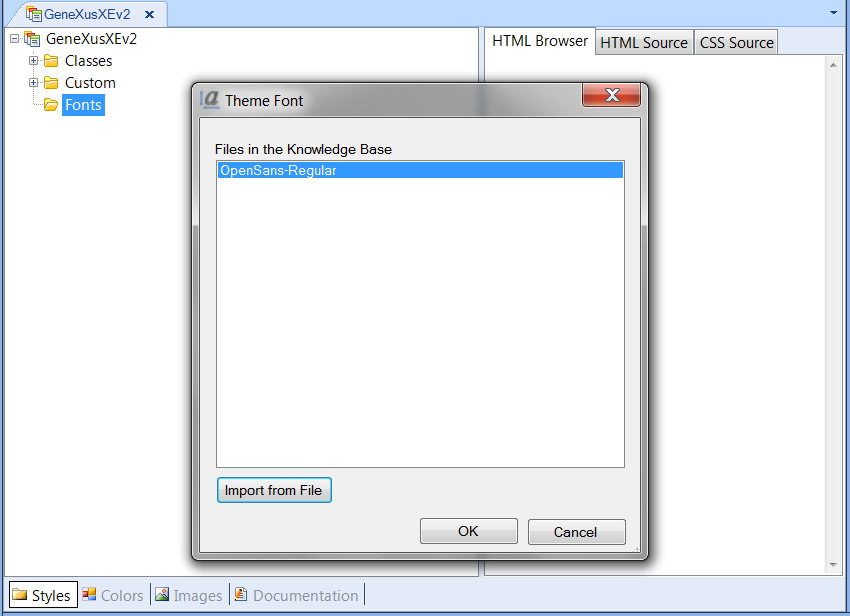 GeneXusXEv2
GeneXusXEv2
Classes
Custom
Fonts
HTML Browser
HTML Source
CSS Source
Theme Font
Files in the Knowledge Base
OpenSans-Regular
Import from File
OK
Cancel
Styles
Colors
Images
Documentation